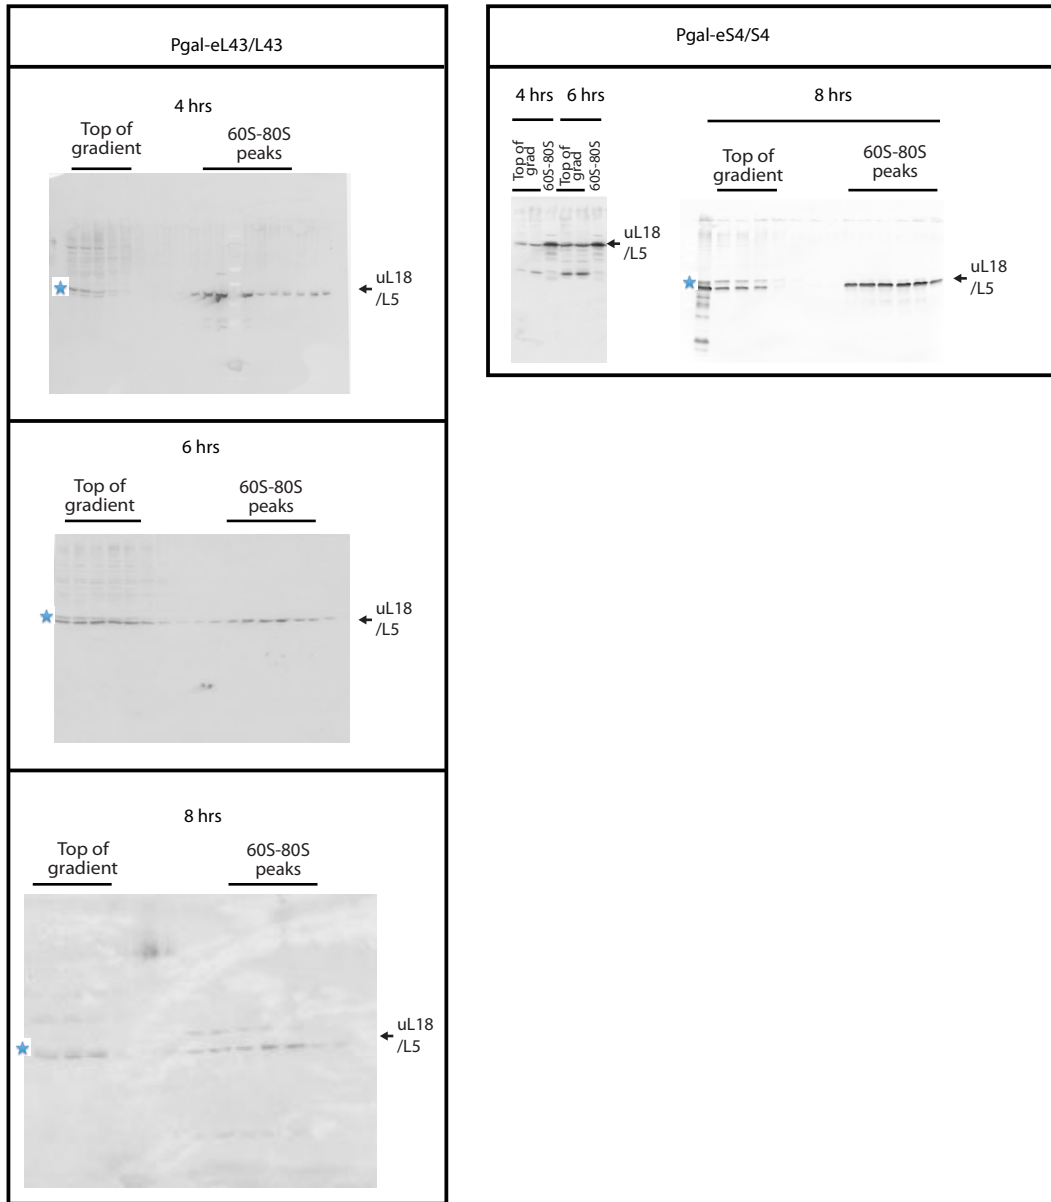 Pgal-eL43/L43
4 hrs
Top of
gradient
60S-80S
peaks
uL18
/L5
6 hrs
Top of
gradient
60S-80S
peaks
uL18
/L5
8 hrs
Top of
gradient
60S-80S
peaks
uL18
/L5
Pgal-eS4/S4
4 hrs
6 hrs
8 hrs
Top of
grad
60S-80S
Top of
grad
60S-80S
uL18
/L5
Top of
gradient
60S-80S
peaks
uL18
/L5